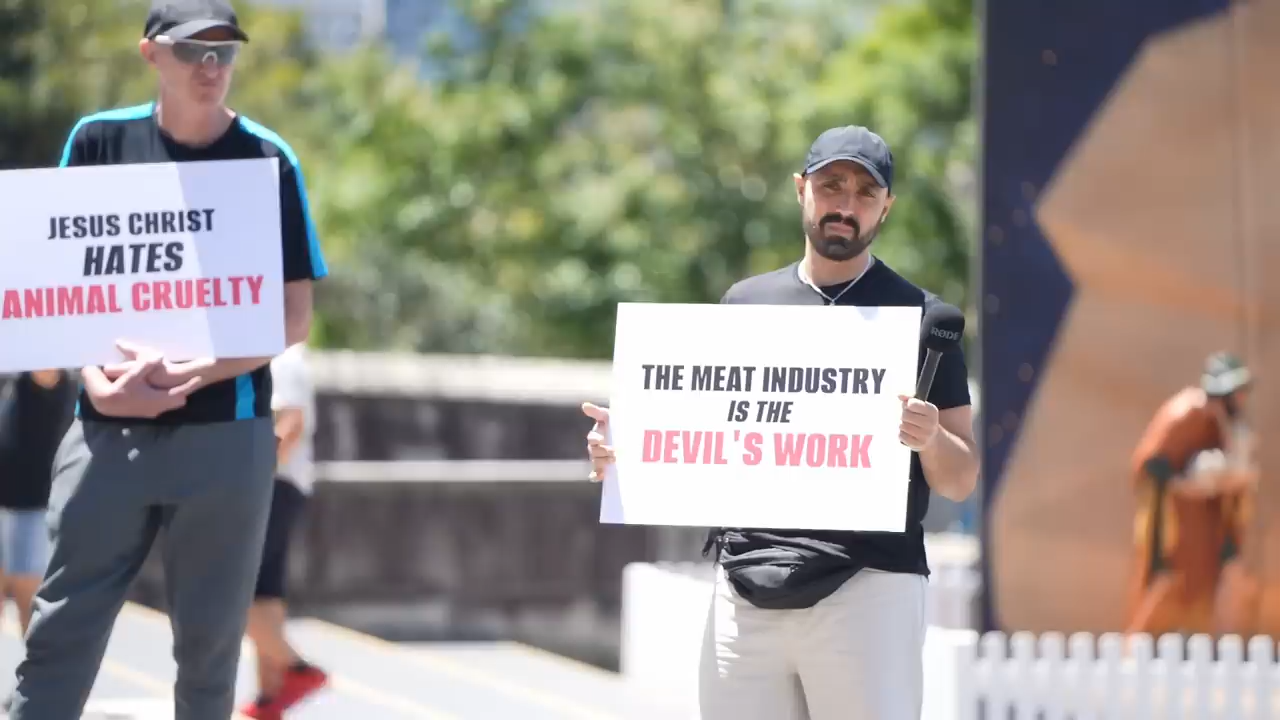 JESUS CHRIST
HATES
ANIMAL CRUELTY
THE MEAT INDUSTRY
IS THE
DEVIL'S WORK
RØDE